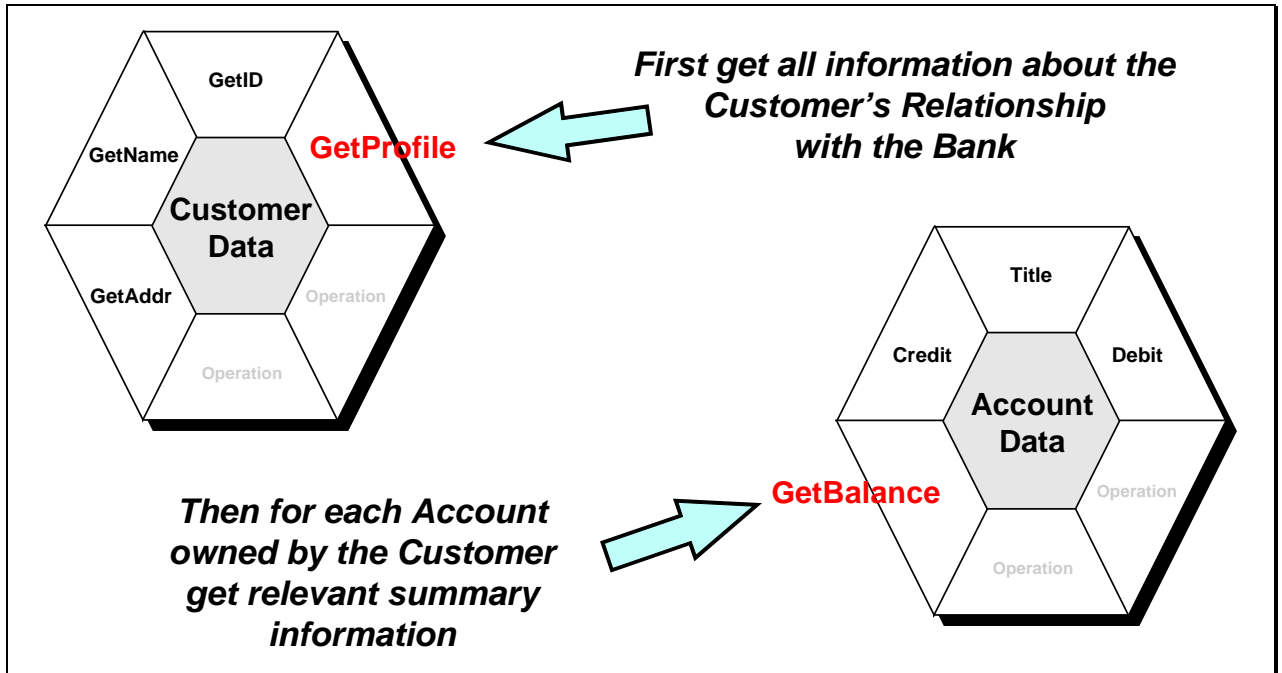 GetID
GetName
GetProfile
Customer
Data
GetAddr
Operation
Operation
First get all information about the
Customer’s Relationship
with the Bank
Title
Credit
Debit
Account
Data
GetBalance
Operation
Operation
Then for each Account
owned by the Customer
get relevant summary
information